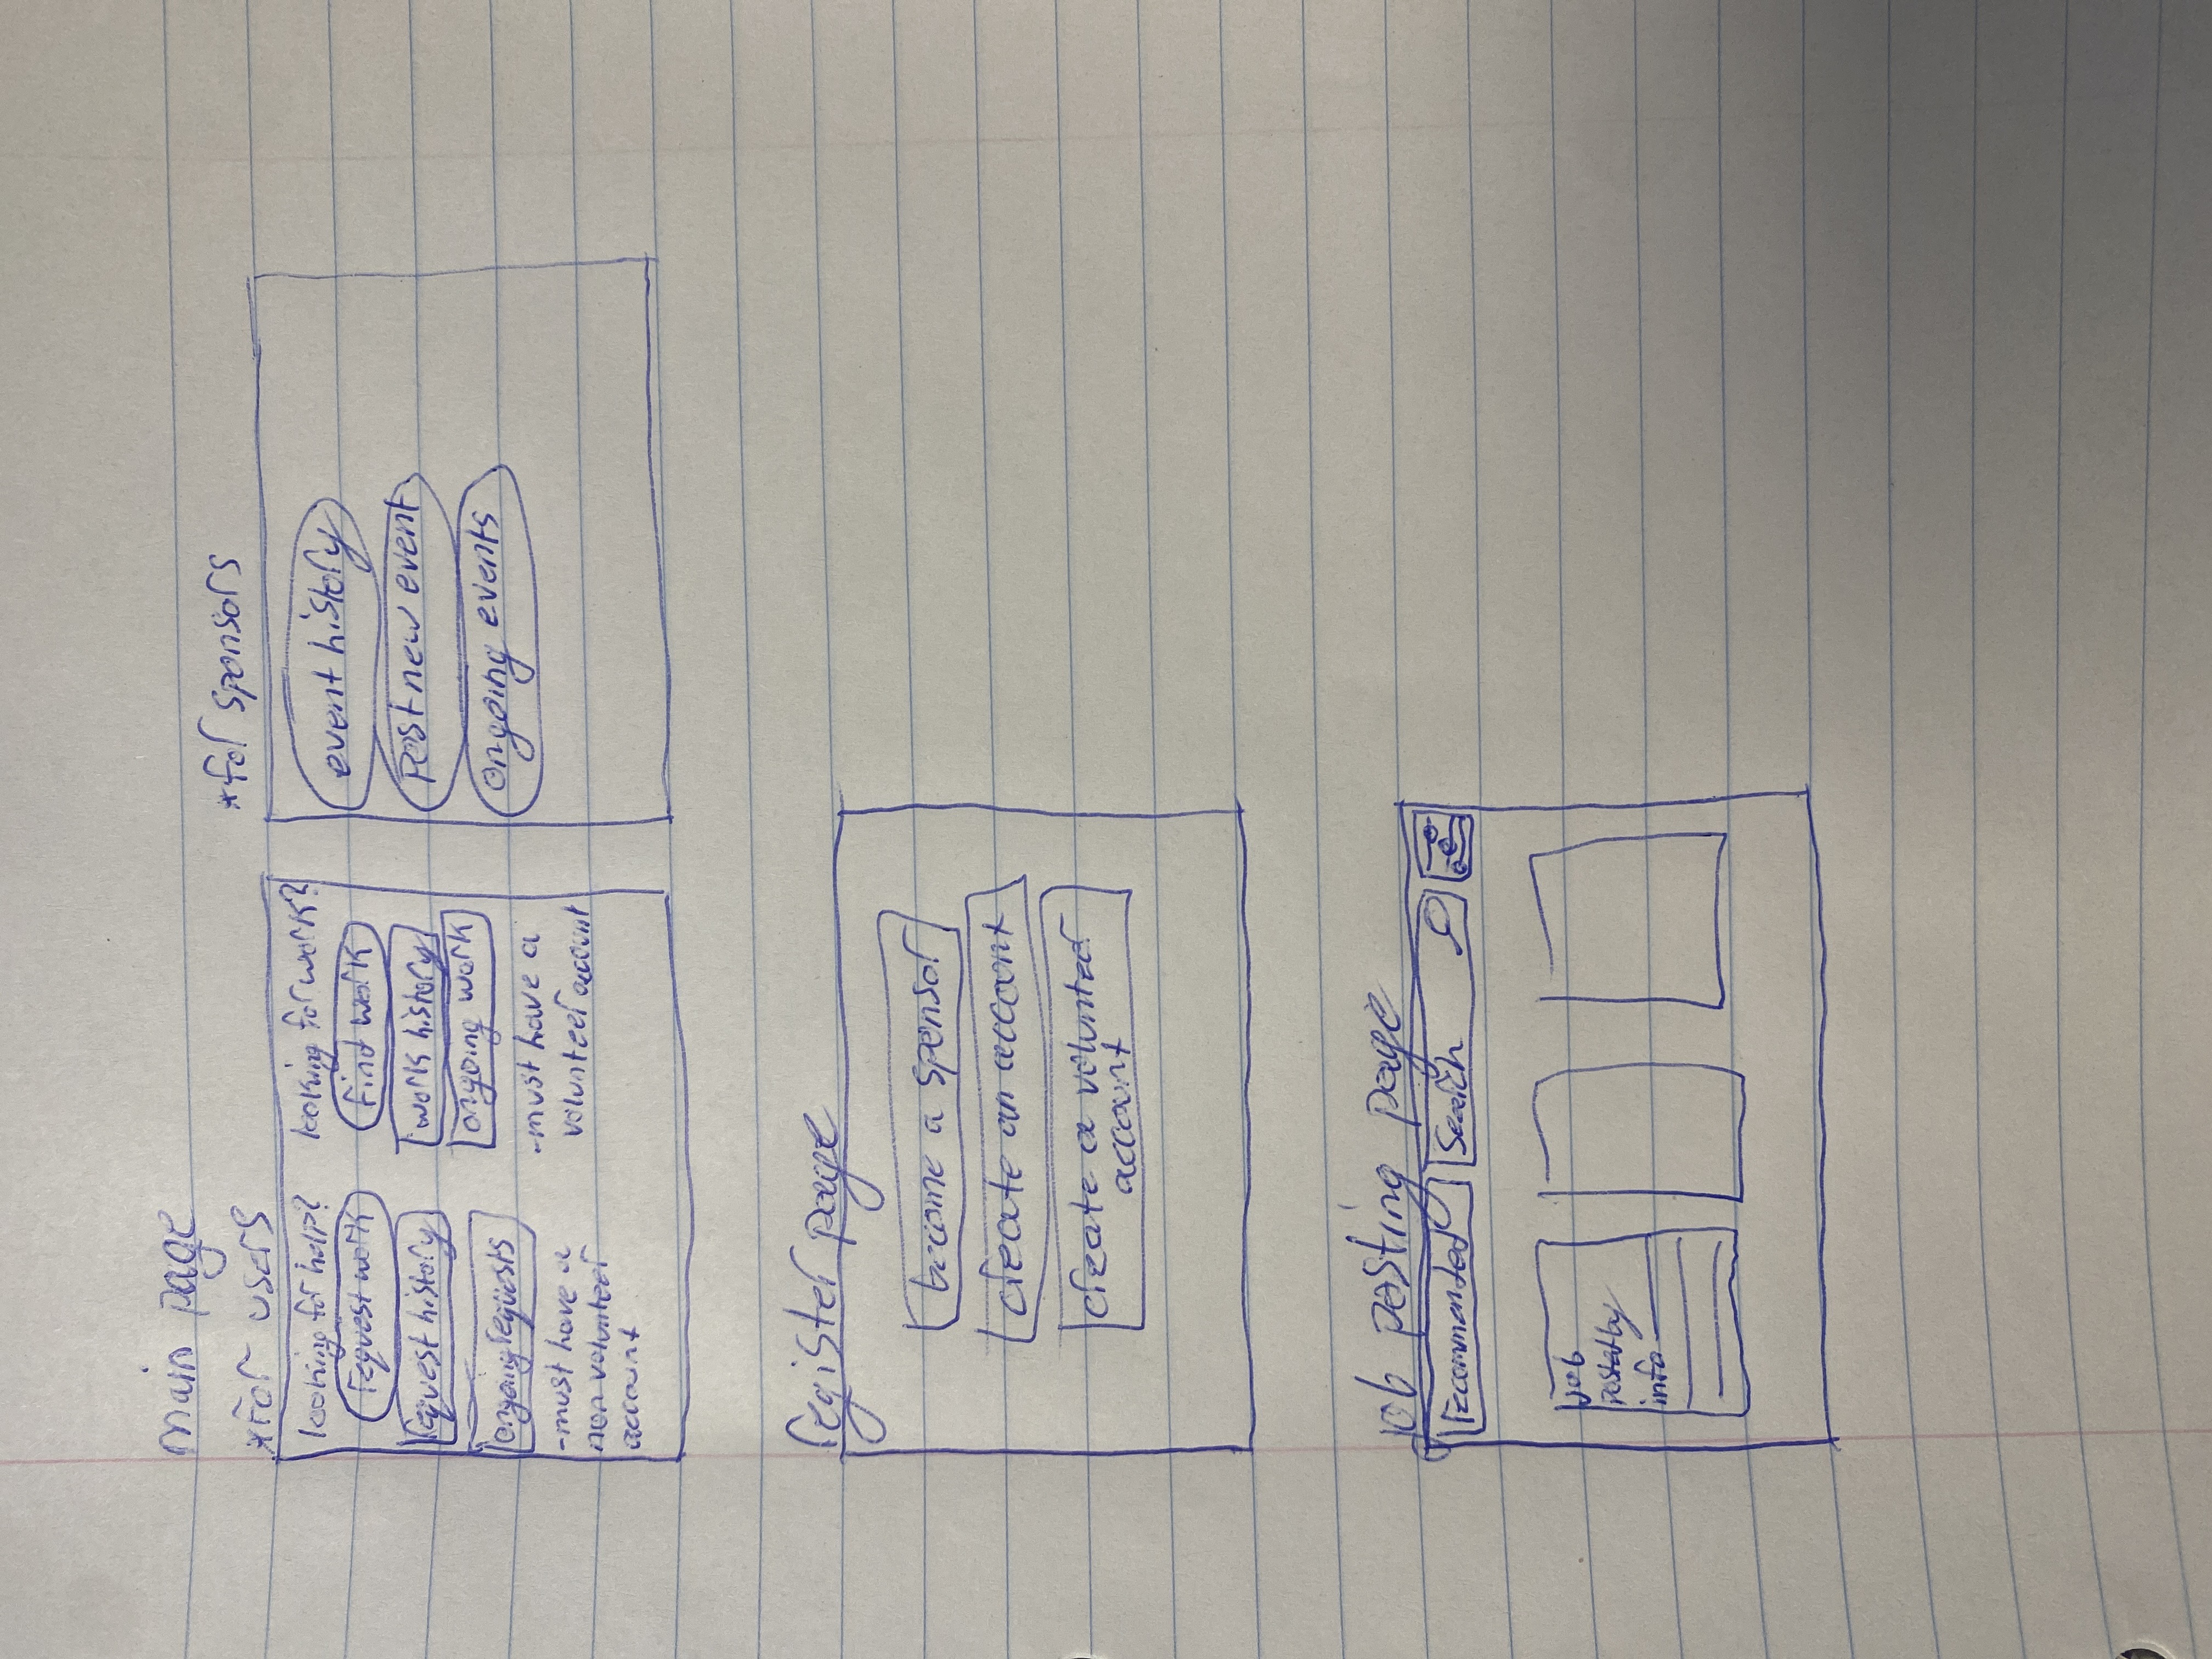 main page
*For users
looking for help?
request work
request history
ongoing requests
-must have a
non volunteer
account
looking for work?
find work
work history
ongoing work
-must have a
volunteer account
*for sponsors
event history
Post new event
ongoing events
register page
become a sponsor
create an account
create a volunteer
account
job posting page
recommented
Search
job
posted by
info